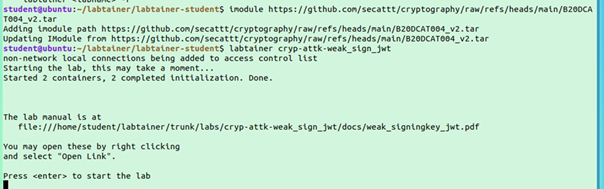 labtainer <labname> -r
student@ubuntu:~/labtainer/labtainer-student$ imodule https://github.com/secattt/cryptography/raw/refs/heads/main/B20DCA
T004_v2.tar
Adding imodule path https://github.com/secattt/cryptography/raw/refs/heads/main/B20DCAT004_v2.tar
Updating IModule from https://github.com/secattt/cryptography/raw/refs/heads/main/B20DCAT004_v2.tar
student@ubuntu:~/labtainer/labtainer-student$ labtainer cryp-attk-weak_sign_jwt
non-network local connections being added to access control list
Starting the lab, this may take a moment...
Started 2 containers, 2 completed initialization. Done.
The lab manual is at
file:///home/student/labtainer/trunk/labs/cryp-attk-weak_sign_jwt/docs/weak_signingkey_jwt.pdf
You may open these by right clicking
and select "Open Link".
Press <enter> to start the lab